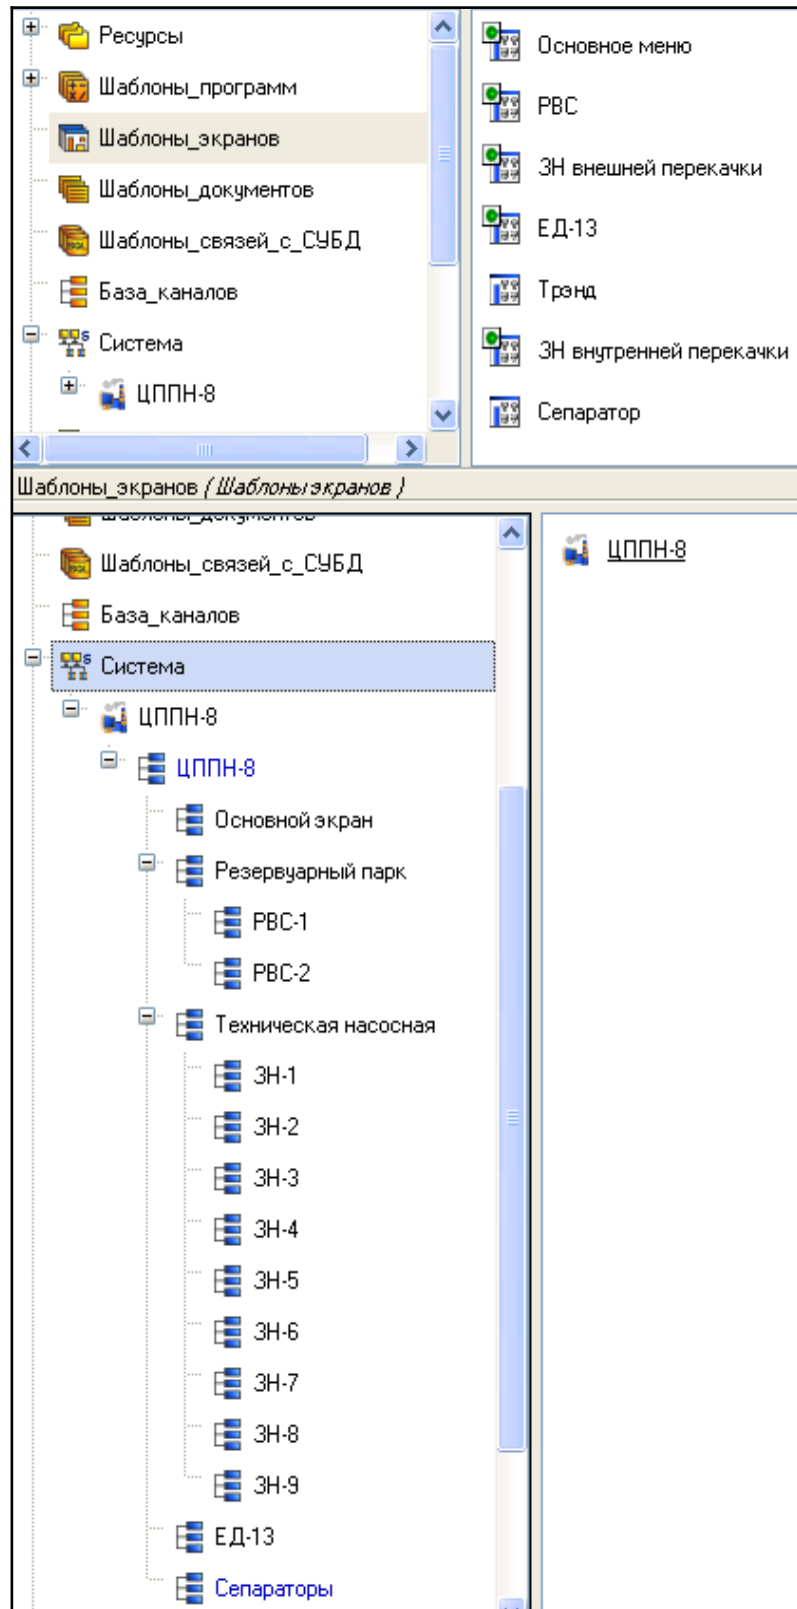 Ресурсы
Шаблоны_программ
Шаблоны_экранов
Шаблоны_документов
Шаблоны_связей_с_СУБД
База_каналов
Система
ЦППН-8
Основное меню
РВС
ЗН внешней перекачки
ЕД-13
Трэнд
ЗН внутренней перекачки
Сепаратор
Шаблоны_экранов ( Шаблоны экранов )
Шаблоны_документов
Шаблоны_связей_с_СУБД
База_каналов
Система
ЦППН-8
ЦППН-8
Основной экран
Резервуарный парк
РВС-1
РВС-2
Техническая насосная
ЗН-1
ЗН-2
ЗН-3
ЗН-4
ЗН-5
ЗН-6
ЗН-7
ЗН-8
ЗН-9
ЕД-13
Сепараторы
ЦППН-8